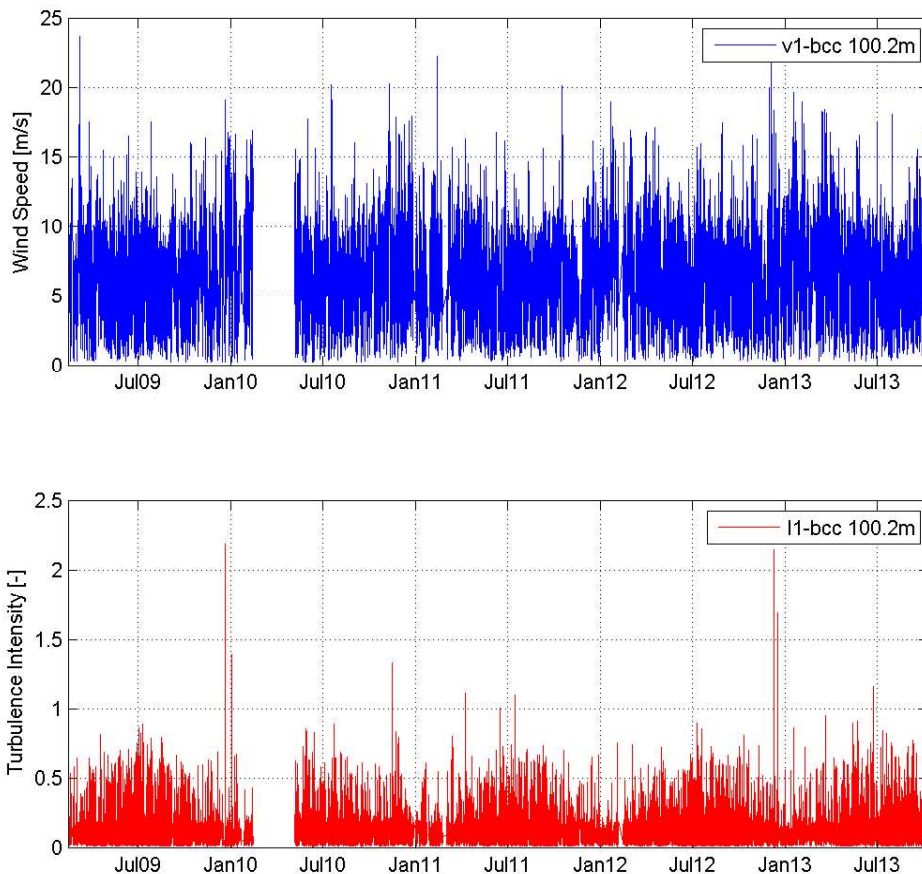 25
20
15
10
5
0
Wind Speed [m/s]
v1-bcc 100.2m
Jul09 Jan10 Jul10 Jan11 Jul11 Jan12 Jul12 Jan13 Jul13
2.5
2
1.5
1
0.5
0
Turbulence Intensity [-]
I1-bcc 100.2m
Jul09 Jan10 Jul10 Jan11 Jul11 Jan12 Jul12 Jan13 Jul13